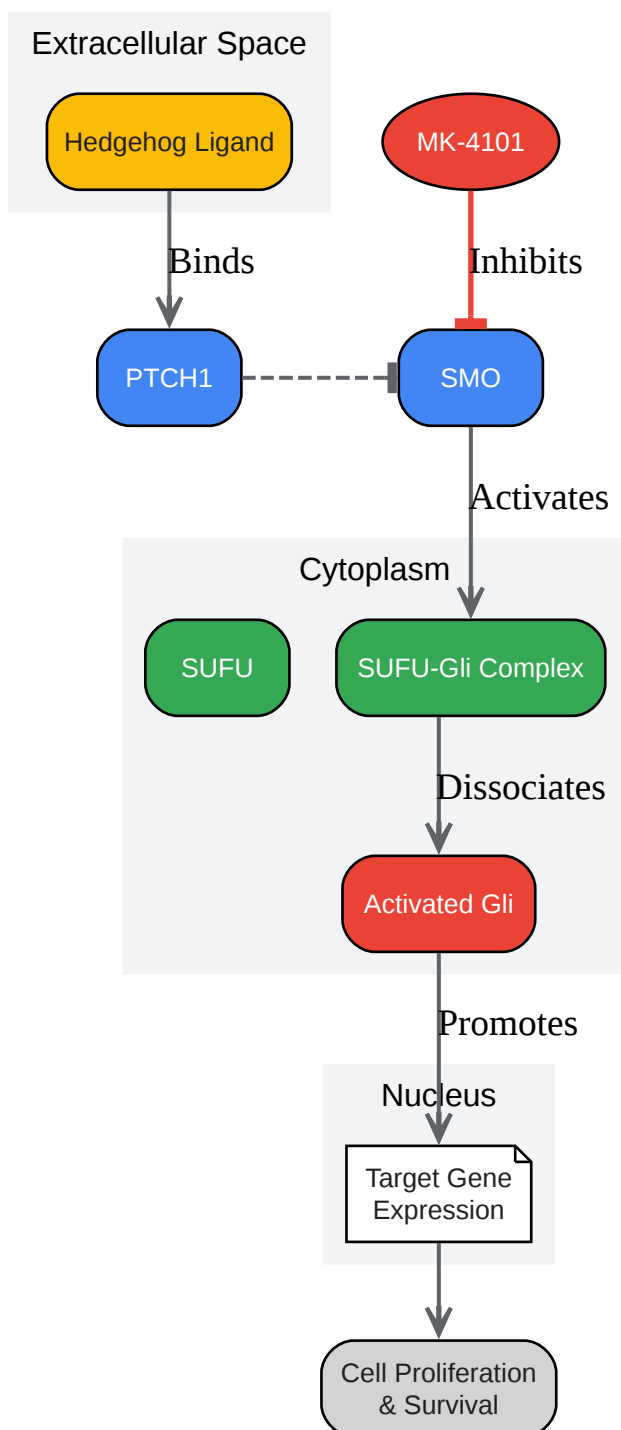 Extracellular Space
Hedgehog Ligand
MK-4101
Binds
Inhibits
PTCH1
SMO
Activates
Cytoplasm
SUFU
SUFU-Gli Complex
Dissociates
Activated Gli
Promotes
Nucleus
Target Gene
Expression
Cell Proliferation
& Survival